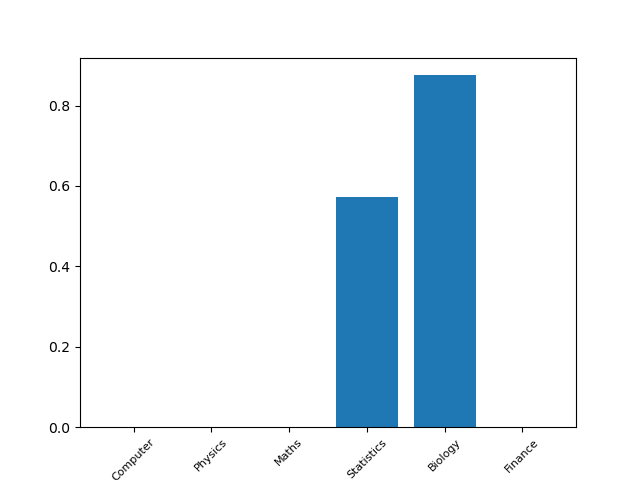 0.8
0.6
0.4
0.2
0.0
Computer
Physics
Maths
Statistics
Biology
Finance